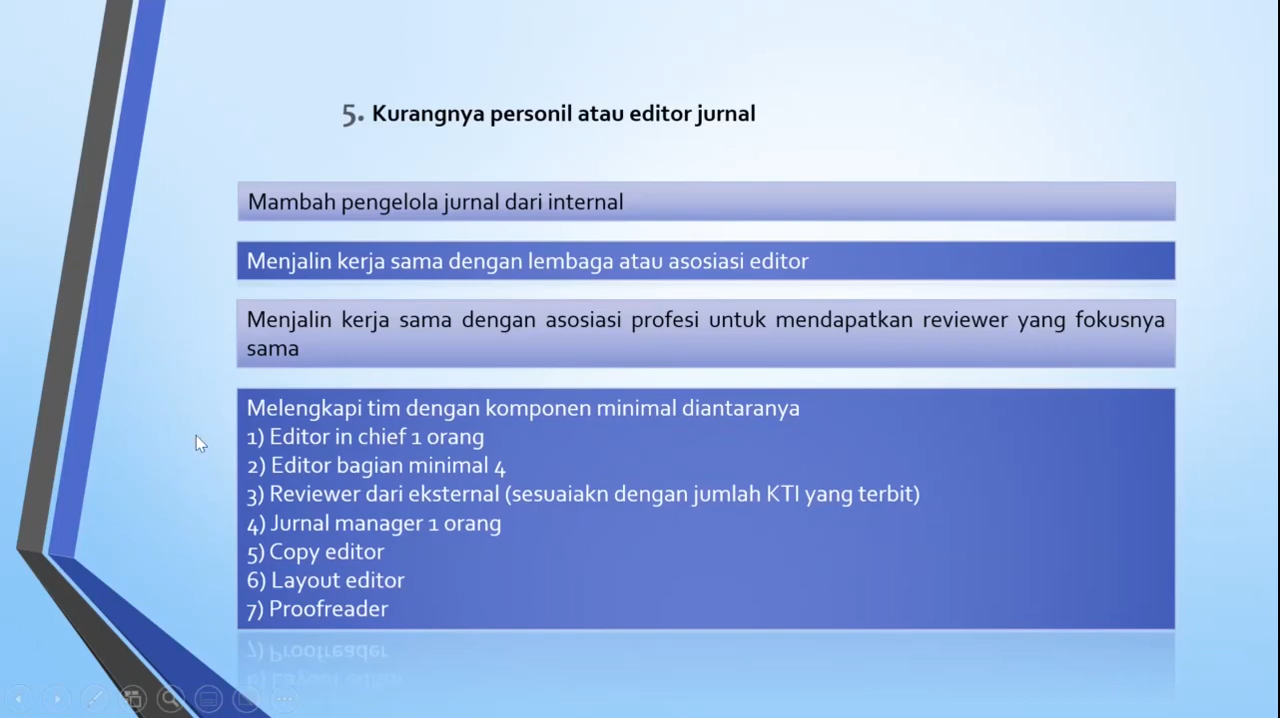 5. Kurangnya personil atau editor jurnal
Mambah pengelola jurnal dari internal
Menjalin kerja sama dengan lembaga atau asosiasi editor
Menjalin kerja sama dengan asosiasi profesi untuk mendapatkan reviewer yang fokusnya
sama
Melengkapi tim dengan komponen minimal diantaranya
1) Editor in chief 1 orang
2) Editor bagian minimal 4
3) Reviewer dari eksternal (sesuaiakn dengan jumlah KTI yang terbit)
4) Jurnal manager 1 orang
5) Copy editor
6) Layout editor
7) Proofreader